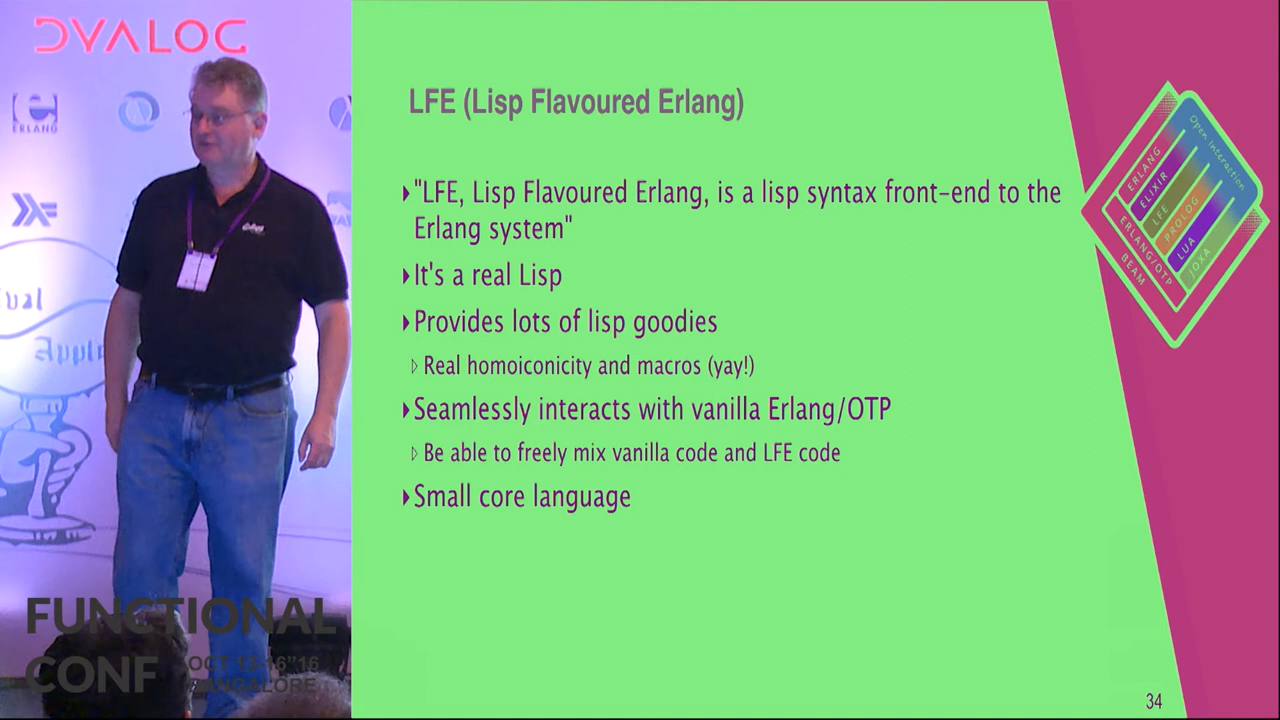 DYALOG
ERLANG
Apple
FUNCTIONAL
CONF
OCT 13-16"16
BANGALORE
LFE (Lisp Flavoured Erlang)
"LFE, Lisp Flavoured Erlang, is a lisp syntax front-end to the
Erlang system"
It's a real Lisp
Provides lots of lisp goodies
Real homoiconicity and macros (yay!)
Seamlessly interacts with vanilla Erlang/OTP
Be able to freely mix vanilla code and LFE code
Small core language
Open Interaction
ERLANG
ELIXIR
LFE
PROLOG
LUA
JOXA
ERLANG/OTP
BEAM
34